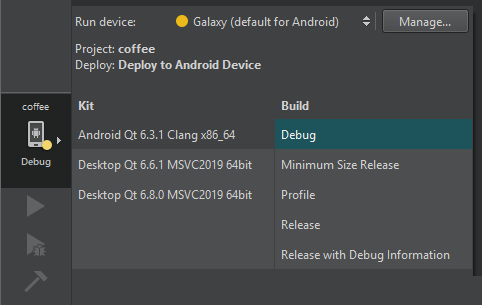 Run device: Galaxy (default for Android) Manage...
Project: coffee
Deploy: Deploy to Android Device
Kit Build
coffee
Android Qt 6.3.1 Clang x86_64 Debug
Debug
Desktop Qt 6.6.1 MSVC2019 64bit Minimum Size Release
Desktop Qt 6.8.0 MSVC2019 64bit Profile
Release
Release with Debug Information